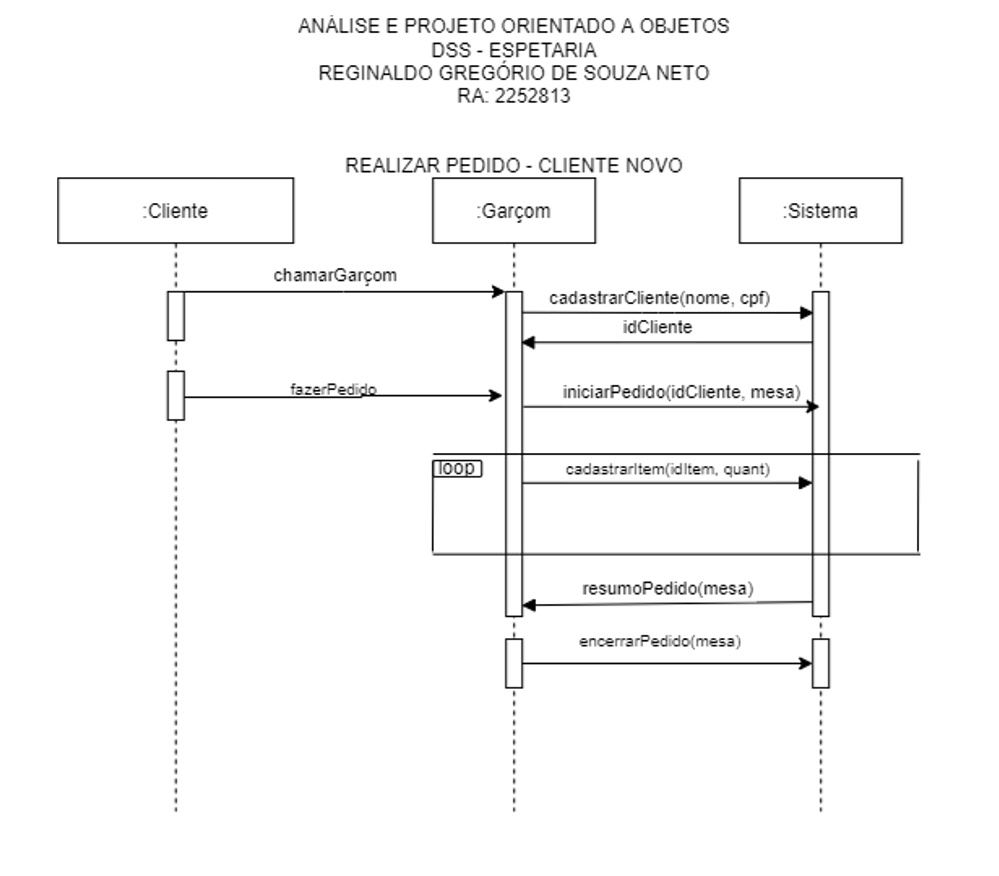 ANÁLISE E PROJETO ORIENTADO A OBJETOS
DSS - ESPETARIA
REGINALDO GREGÓRIO DE SOUZA NETO
RA: 2252813
REALIZAR PEDIDO - CLIENTE NOVO
:Cliente
:Garçom
:Sistema
chamarGarçom
cadastrarCliente(nome, cpf)
idCliente
fazerPedido
iniciarPedido(idCliente, mesa)
loop
cadastrarItem(idItem, quant)
resumoPedido(mesa)
encerrarPedido(mesa)